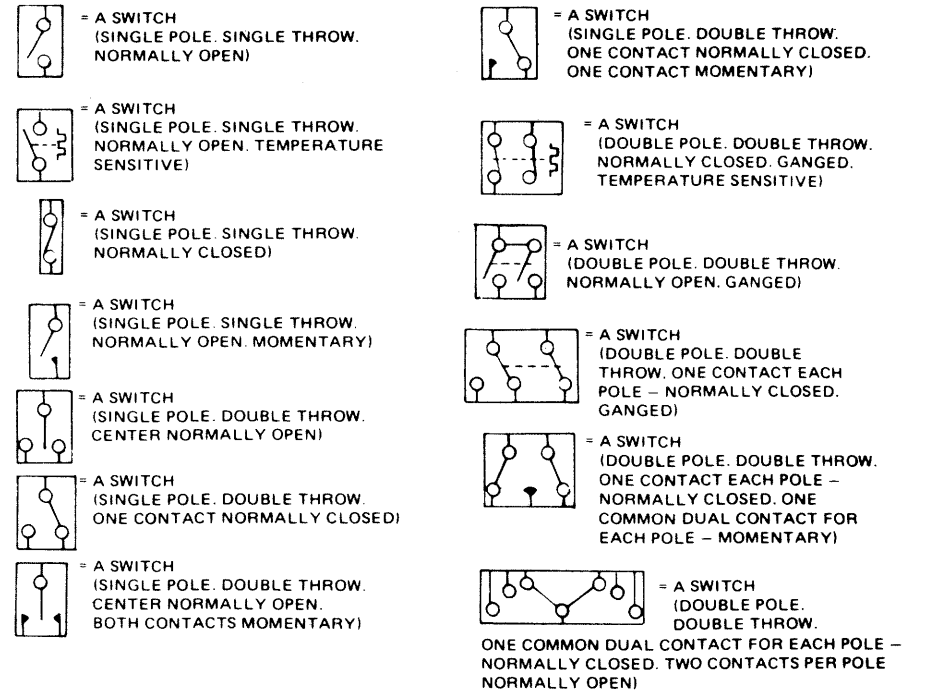 = A SWITCH
(SINGLE POLE. SINGLE THROW.
NORMALLY OPEN)
= A SWITCH
(SINGLE POLE. SINGLE THROW.
NORMALLY OPEN. TEMPERATURE
SENSITIVE)
= A SWITCH
(SINGLE POLE. SINGLE THROW.
NORMALLY CLOSED)
= A SWITCH
(SINGLE POLE. SINGLE THROW.
NORMALLY OPEN. MOMENTARY)
= A SWITCH
(SINGLE POLE. DOUBLE THROW.
CENTER NORMALLY OPEN)
= A SWITCH
(SINGLE POLE. DOUBLE THROW.
ONE CONTACT NORMALLY CLOSED)
= A SWITCH
(SINGLE POLE. DOUBLE THROW.
CENTER NORMALLY OPEN.
BOTH CONTACTS MOMENTARY)
= A SWITCH
(SINGLE POLE. DOUBLE THROW.
ONE CONTACT NORMALLY CLOSED.
ONE CONTACT MOMENTARY)
= A SWITCH
(DOUBLE POLE. DOUBLE THROW.
NORMALLY CLOSED. GANGED.
TEMPERATURE SENSITIVE)
= A SWITCH
(DOUBLE POLE. DOUBLE THROW.
NORMALLY OPEN. GANGED)
= A SWITCH
(DOUBLE POLE. DOUBLE
THROW. ONE CONTACT EACH
POLE – NORMALLY CLOSED.
GANGED)
= A SWITCH
(DOUBLE POLE. DOUBLE THROW.
ONE CONTACT EACH POLE –
NORMALLY CLOSED. ONE
COMMON DUAL CONTACT FOR
EACH POLE – MOMENTARY)
= A SWITCH
(DOUBLE POLE.
DOUBLE THROW.
ONE COMMON DUAL CONTACT FOR EACH POLE –
NORMALLY CLOSED. TWO CONTACTS PER POLE
NORMALLY OPEN)